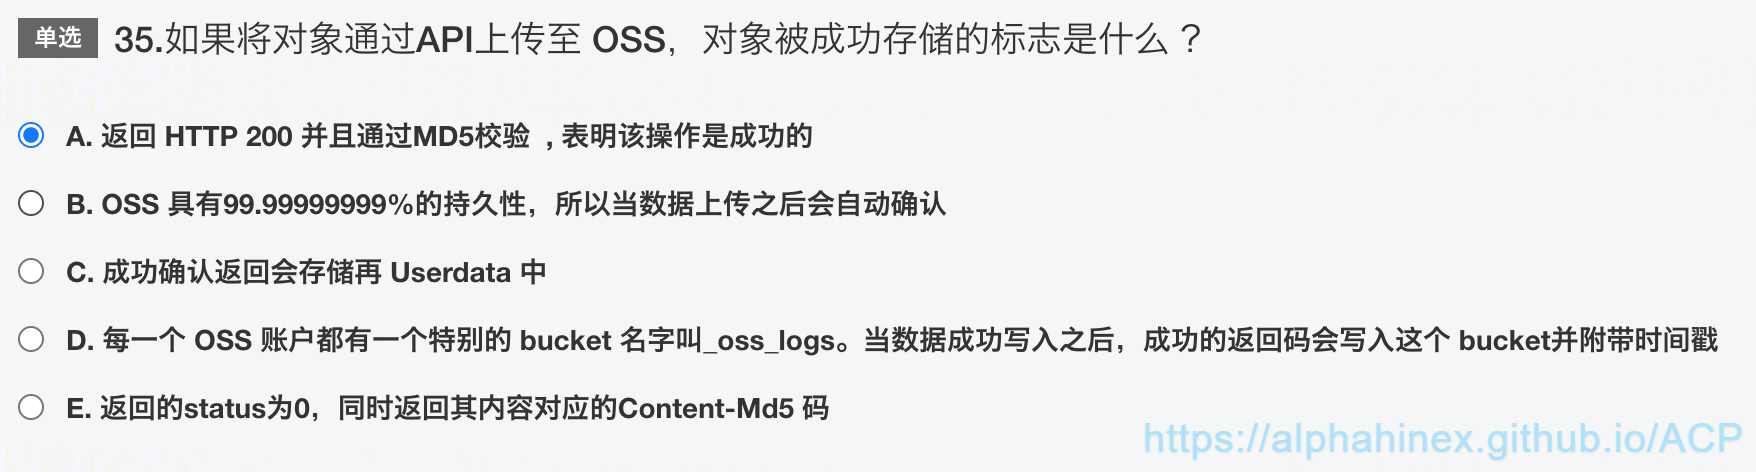 单选 35.如果将对象通过API上传至 OSS，对象被成功存储的标志是什么？
A. 返回 HTTP 200 并且通过MD5校验 , 表明该操作是成功的
B. OSS 具有99.99999999%的持久性，所以当数据上传之后会自动确认
C. 成功确认返回会存储再 Userdata 中
D. 每一个 OSS 账户都有一个特别的 bucket 名字叫_oss_logs。当数据成功写入之后，成功的返回码会写入这个 bucket并附带时间戳
E. 返回的status为0，同时返回其内容对应的Content-Md5 码
https://alphahinex.github.io/ACP